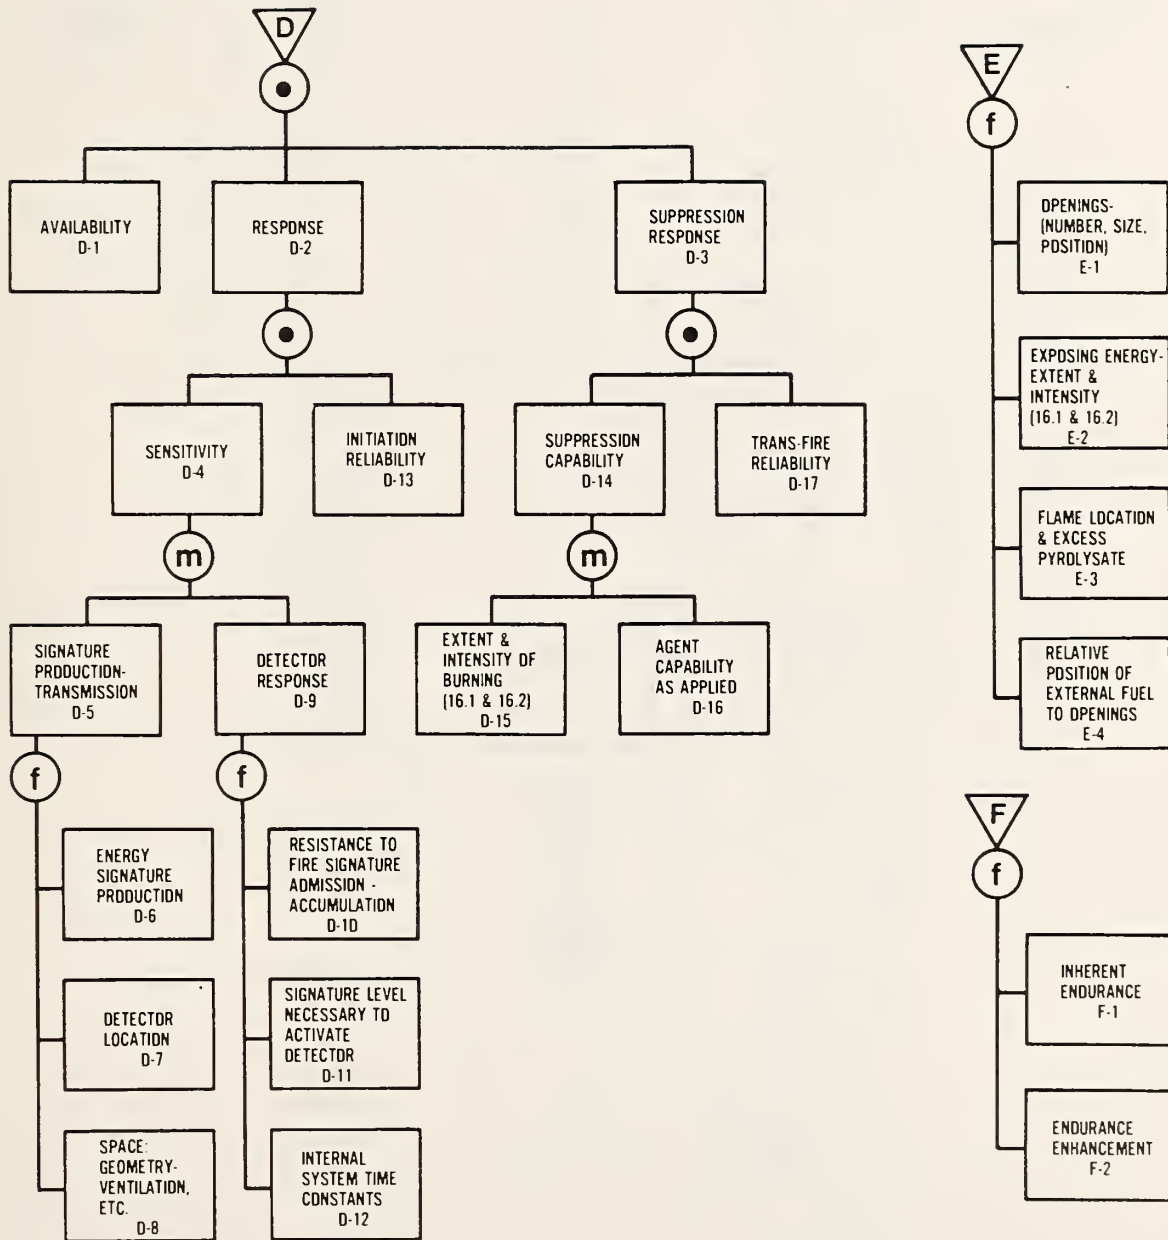 D
AVAILABILITY
D-1
RESPONSE
D-2
SUPPRESSION
RESPONSE
D-3
SENSITIVITY
D-4
INITIATION
RELIABILITY
D-13
SUPPRESSION
CAPABILITY
D-14
TRANS-FIRE
RELIABILITY
D-17
m
m
SIGNATURE
PRODUCTION-
TRANSMISSION
D-5
DETECTOR
RESPONSE
D-9
EXTENT &
INTENSITY OF
BURNING
(16.1 & 16.2)
D-15
AGENT
CAPABILITY
AS APPLIED
D-16
f
f
ENERGY
SIGNATURE
PRODUCTION
D-6
DETECTOR
LOCATION
D-7
SPACE:
GEOMETRY-
VENTILATION,
ETC.
D-8
RESISTANCE TO
FIRE SIGNATURE
ADMISSION -
ACCUMULATION
D-10
SIGNATURE LEVEL
NECESSARY TO
ACTIVATE
DETECTOR
D-11
INTERNAL
SYSTEM TIME
CONSTANTS
D-12
E
f
OPENINGS-
(NUMBER, SIZE,
POSITION)
E-1
EXPOSING ENERGY-
EXTENT &
INTENSITY
(16.1 & 16.2)
E-2
FLAME LOCATION
& EXCESS
PYROLYSATE
E-3
RELATIVE
POSITION OF
EXTERNAL FUEL
TO OPENINGS
E-4
F
f
INHERENT
ENDURANCE
F-1
ENDURANCE
ENHANCEMENT
F-2